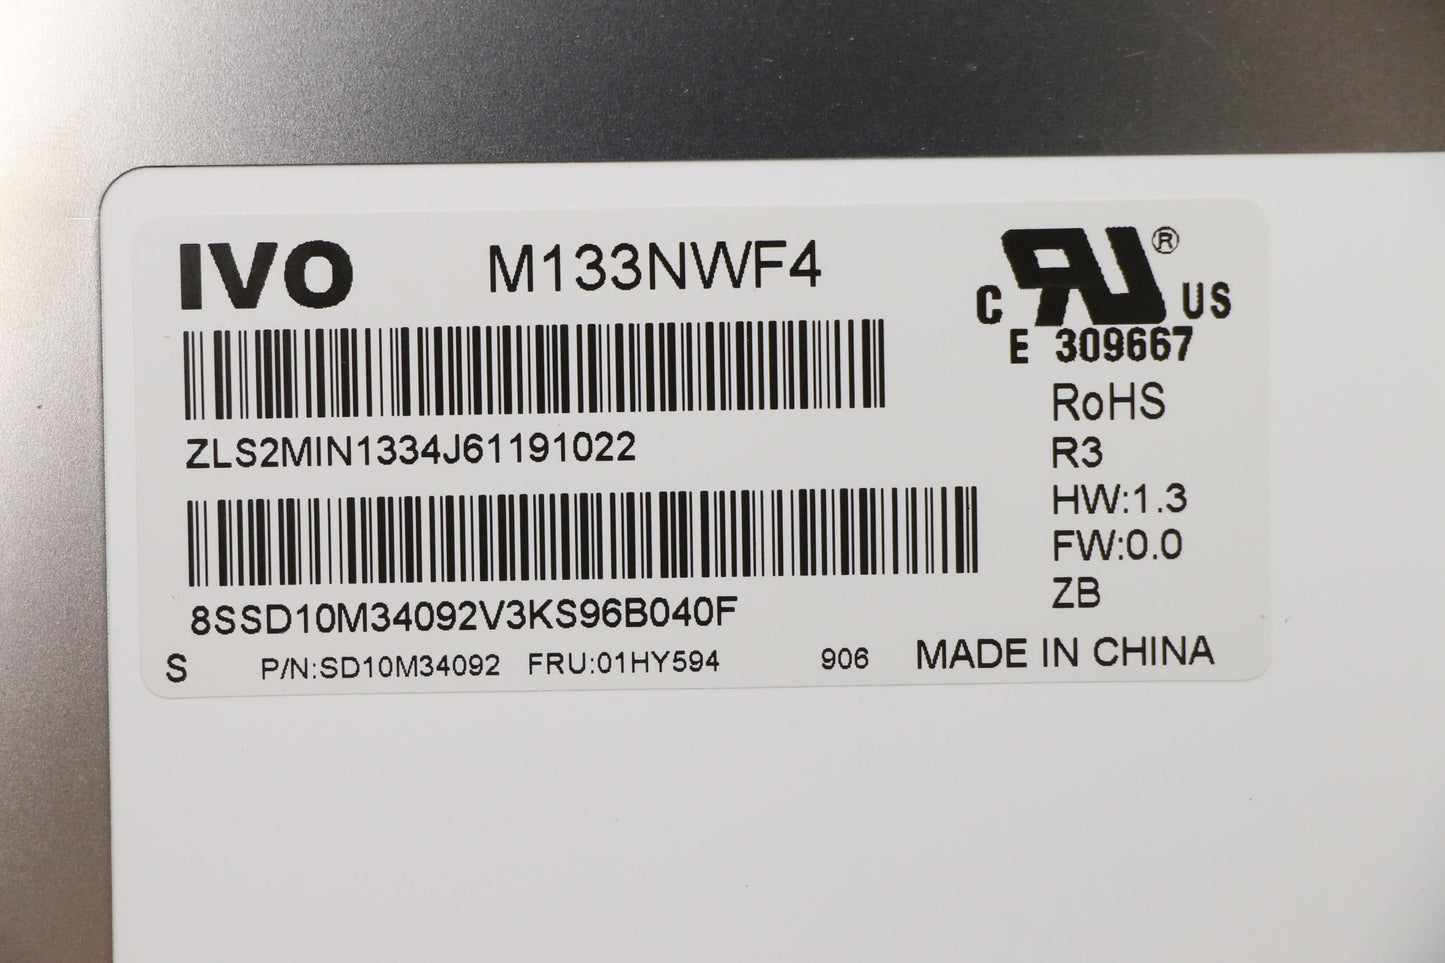 IVO M133NWF4
C RU ® US
E 309667
ZLS2MIN1334J61191022
RoHS
R3
HW:1.3
FW:0.0
ZB
8SSD10M34092V3KS96B040F
S P/N:SD10M34092 FRU:01HY594 906 MADE IN CHINA